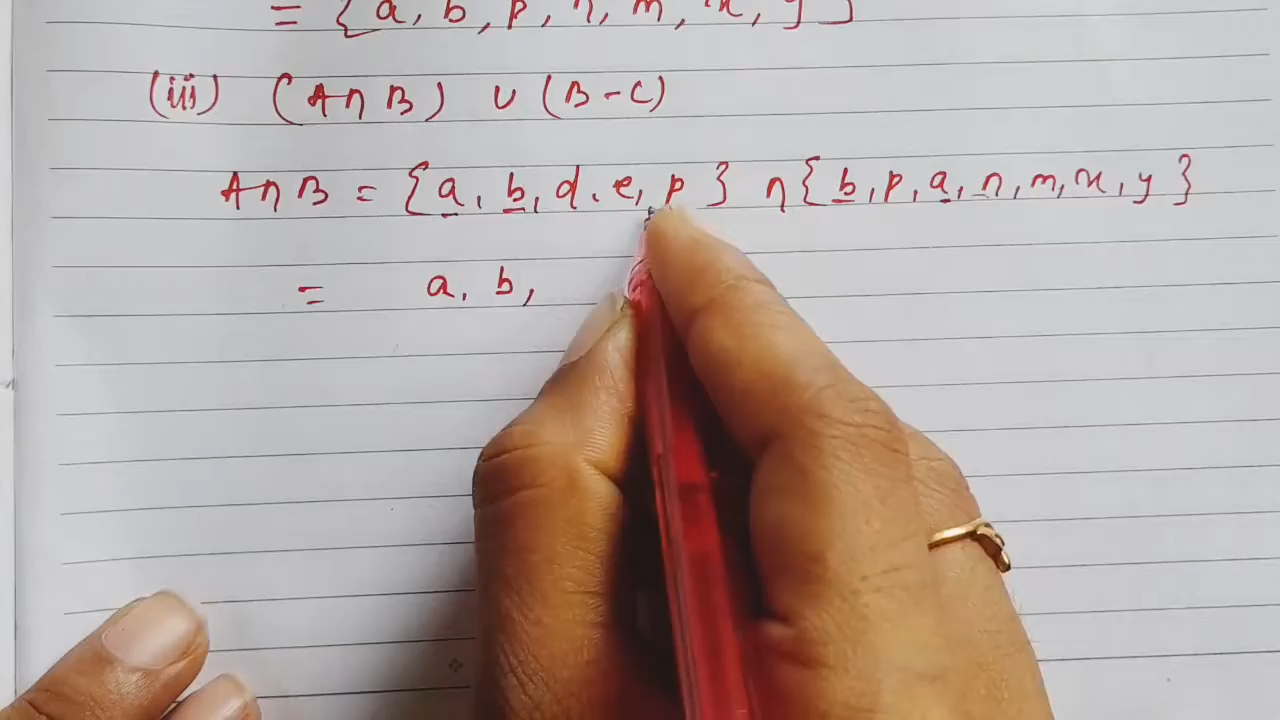 = {a, b, p, n, m, x, y}
(iii) (A∩B) ∪ (B-C)
A∩B = {a, b, d. e, p} ∩ {b, p, a, n, m, x, y}
= a, b,